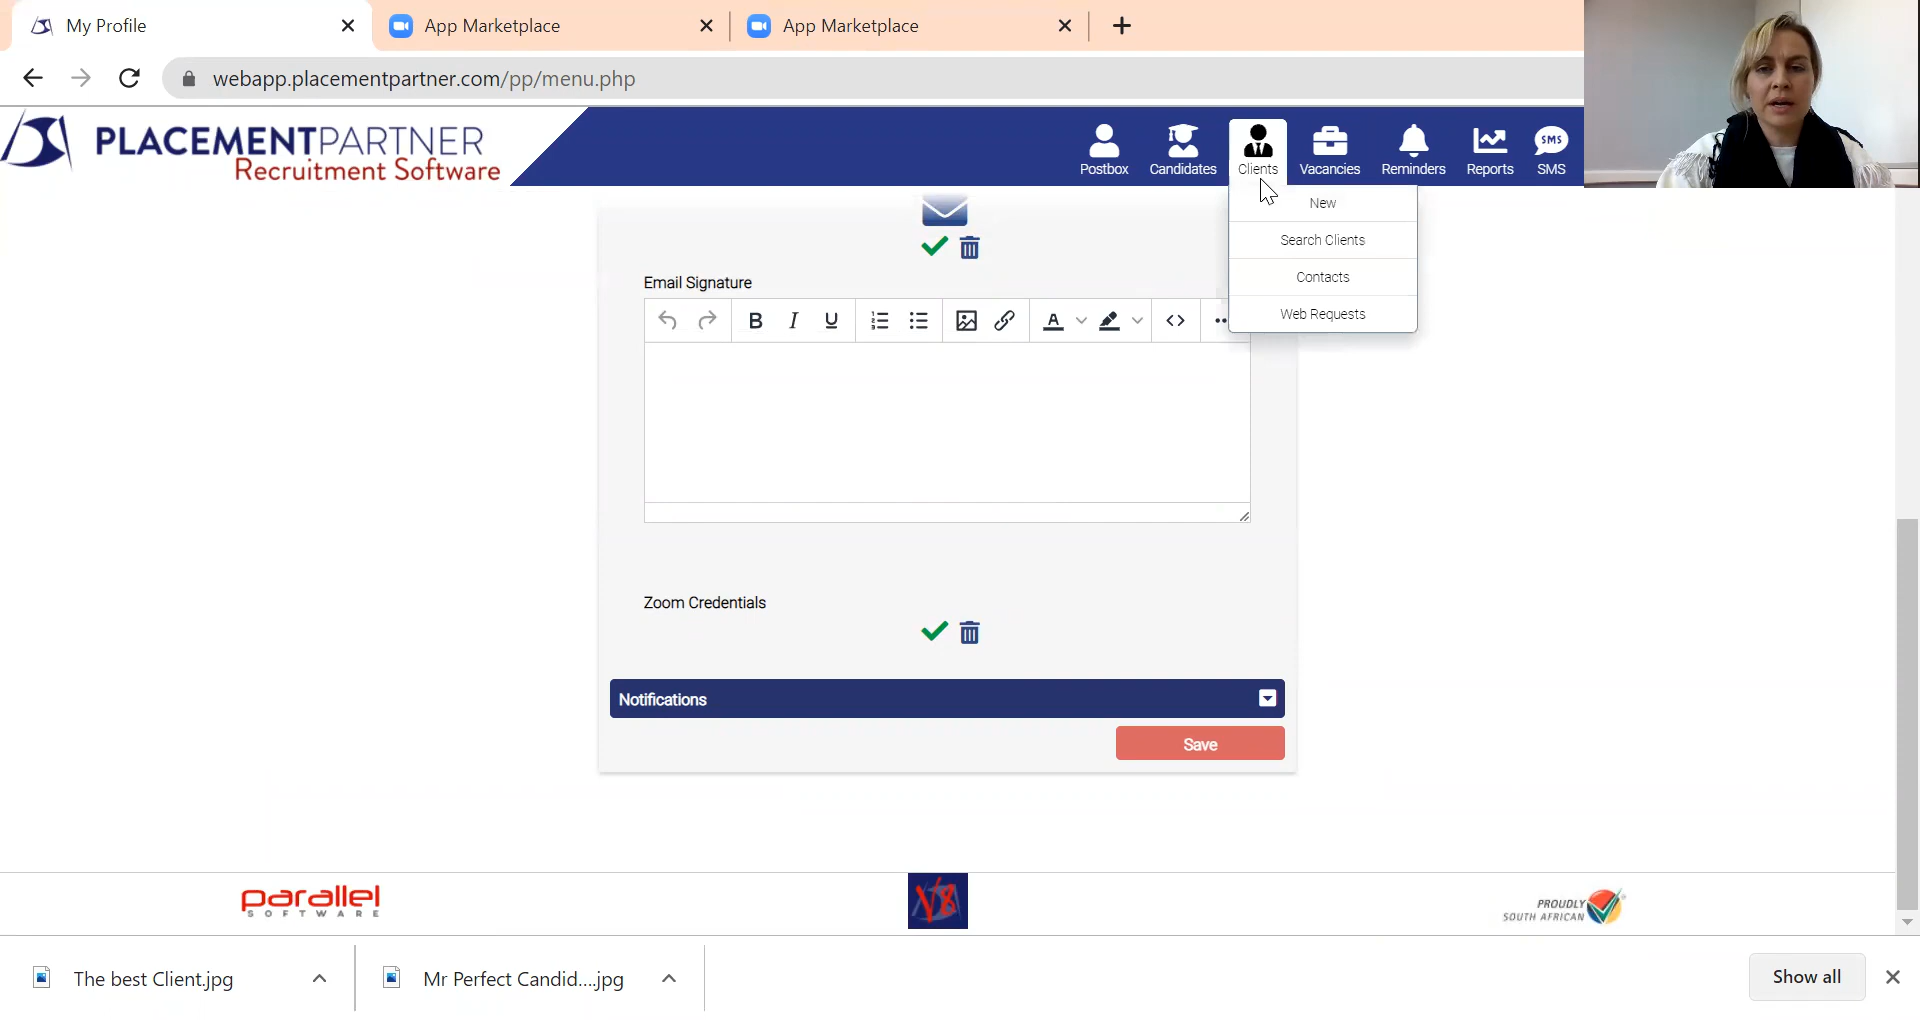 My Profile
App Marketplace
App Marketplace
webapp.placementpartner.com/pp/menu.php
PLACEMENTPARTNER
Recruitment Software
Postbox
Candidates
Clients
Vacancies
Reminders
Reports
SMS
SMS
New
Search Clients
Contacts
Web Requests
Email Signature
B I U
A
Zoom Credentials
Notifications
Save
parallel
SOFTWARE
V8
PROUDLY
SOUTH AFRICAN
The best Client.jpg
Mr Perfect Candid....jpg
Show all